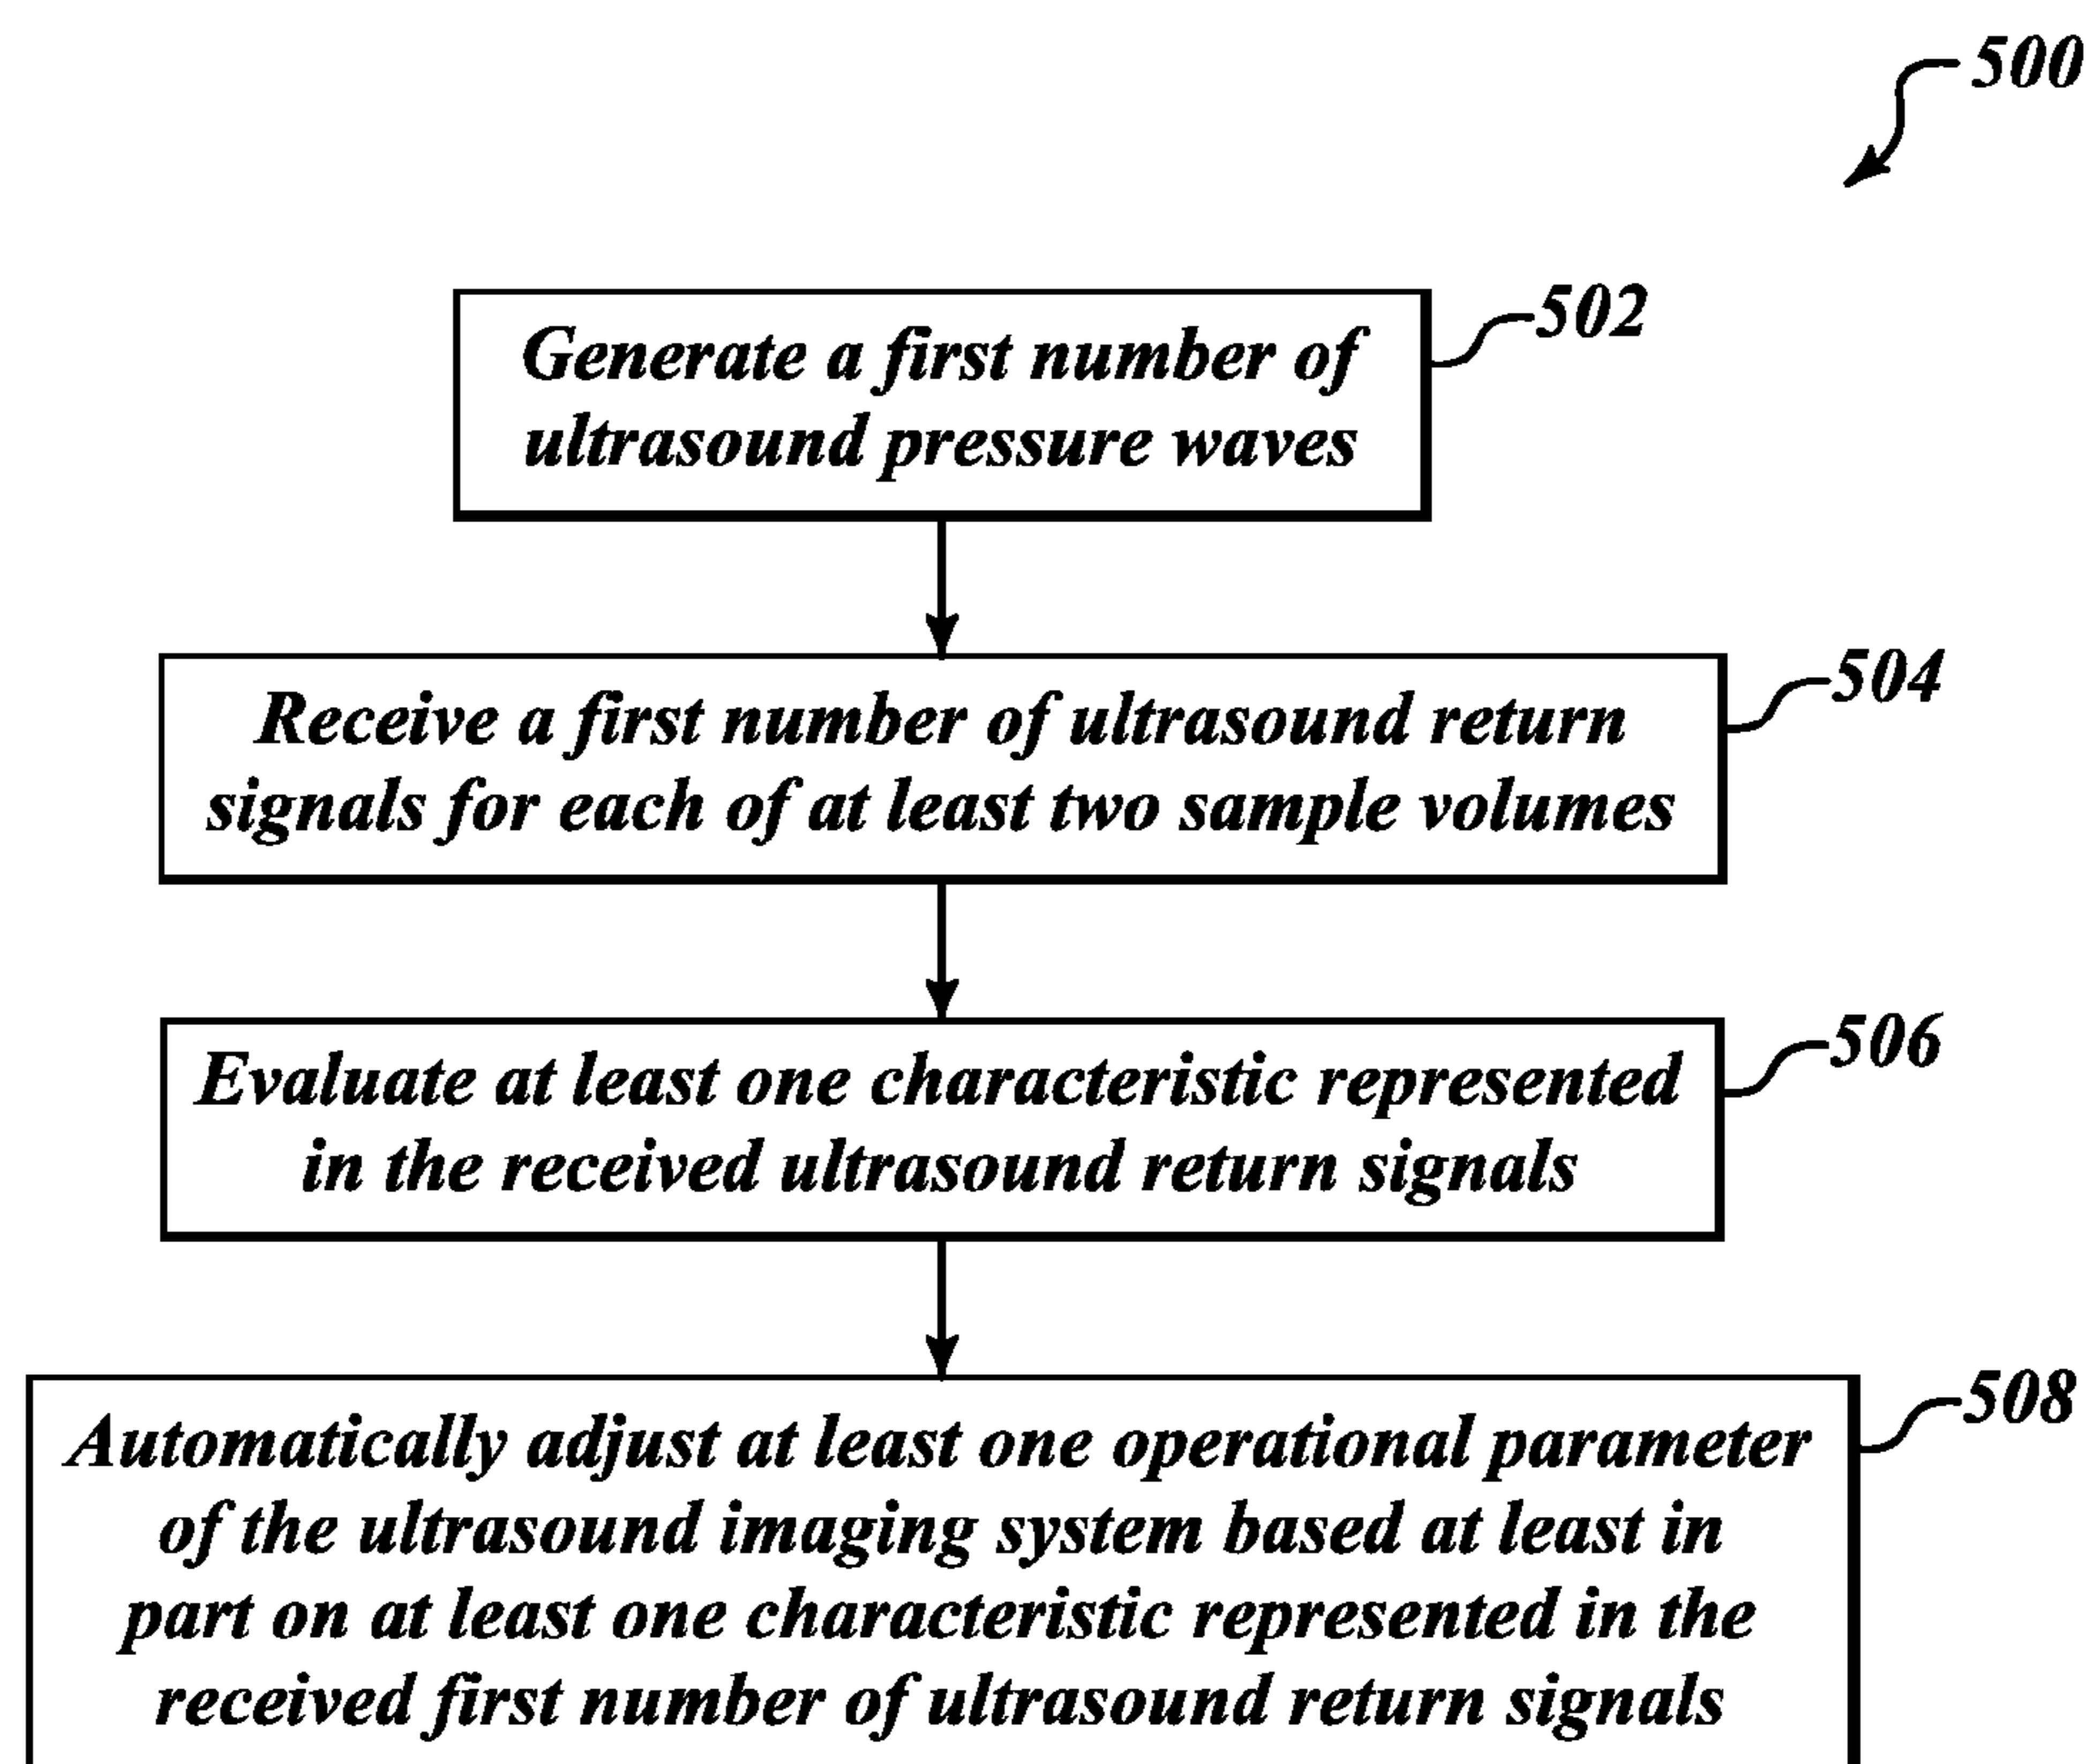 500
Generate a first number of
ultrasound pressure waves
502
Receive a first number of ultrasound return
signals for each of at least two sample volumes
504
Evaluate at least one characteristic represented
in the received ultrasound return signals
506
Automatically adjust at least one operational parameter
of the ultrasound imaging system based at least in
part on at least one characteristic represented in the
received first number of ultrasound return signals
508